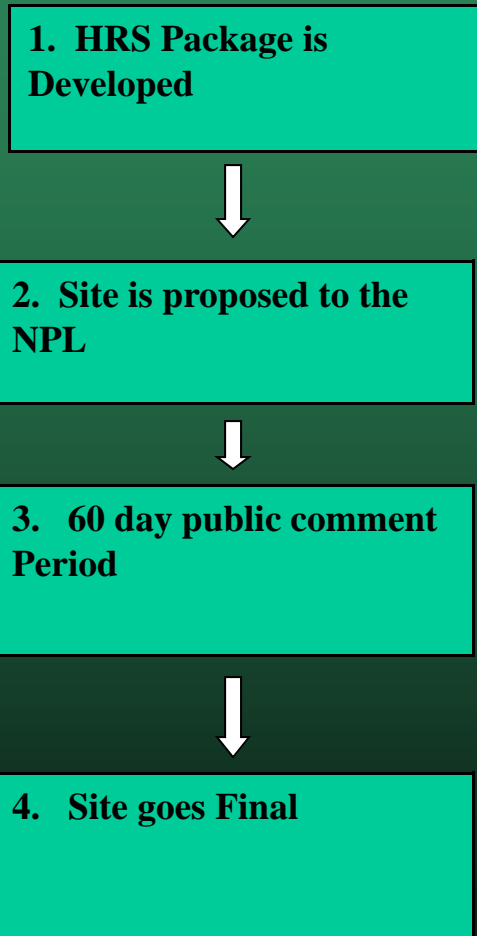 1. HRS Package is
Developed
2. Site is proposed to the
NPL
3. 60 day public comment
Period
4. Site goes Final